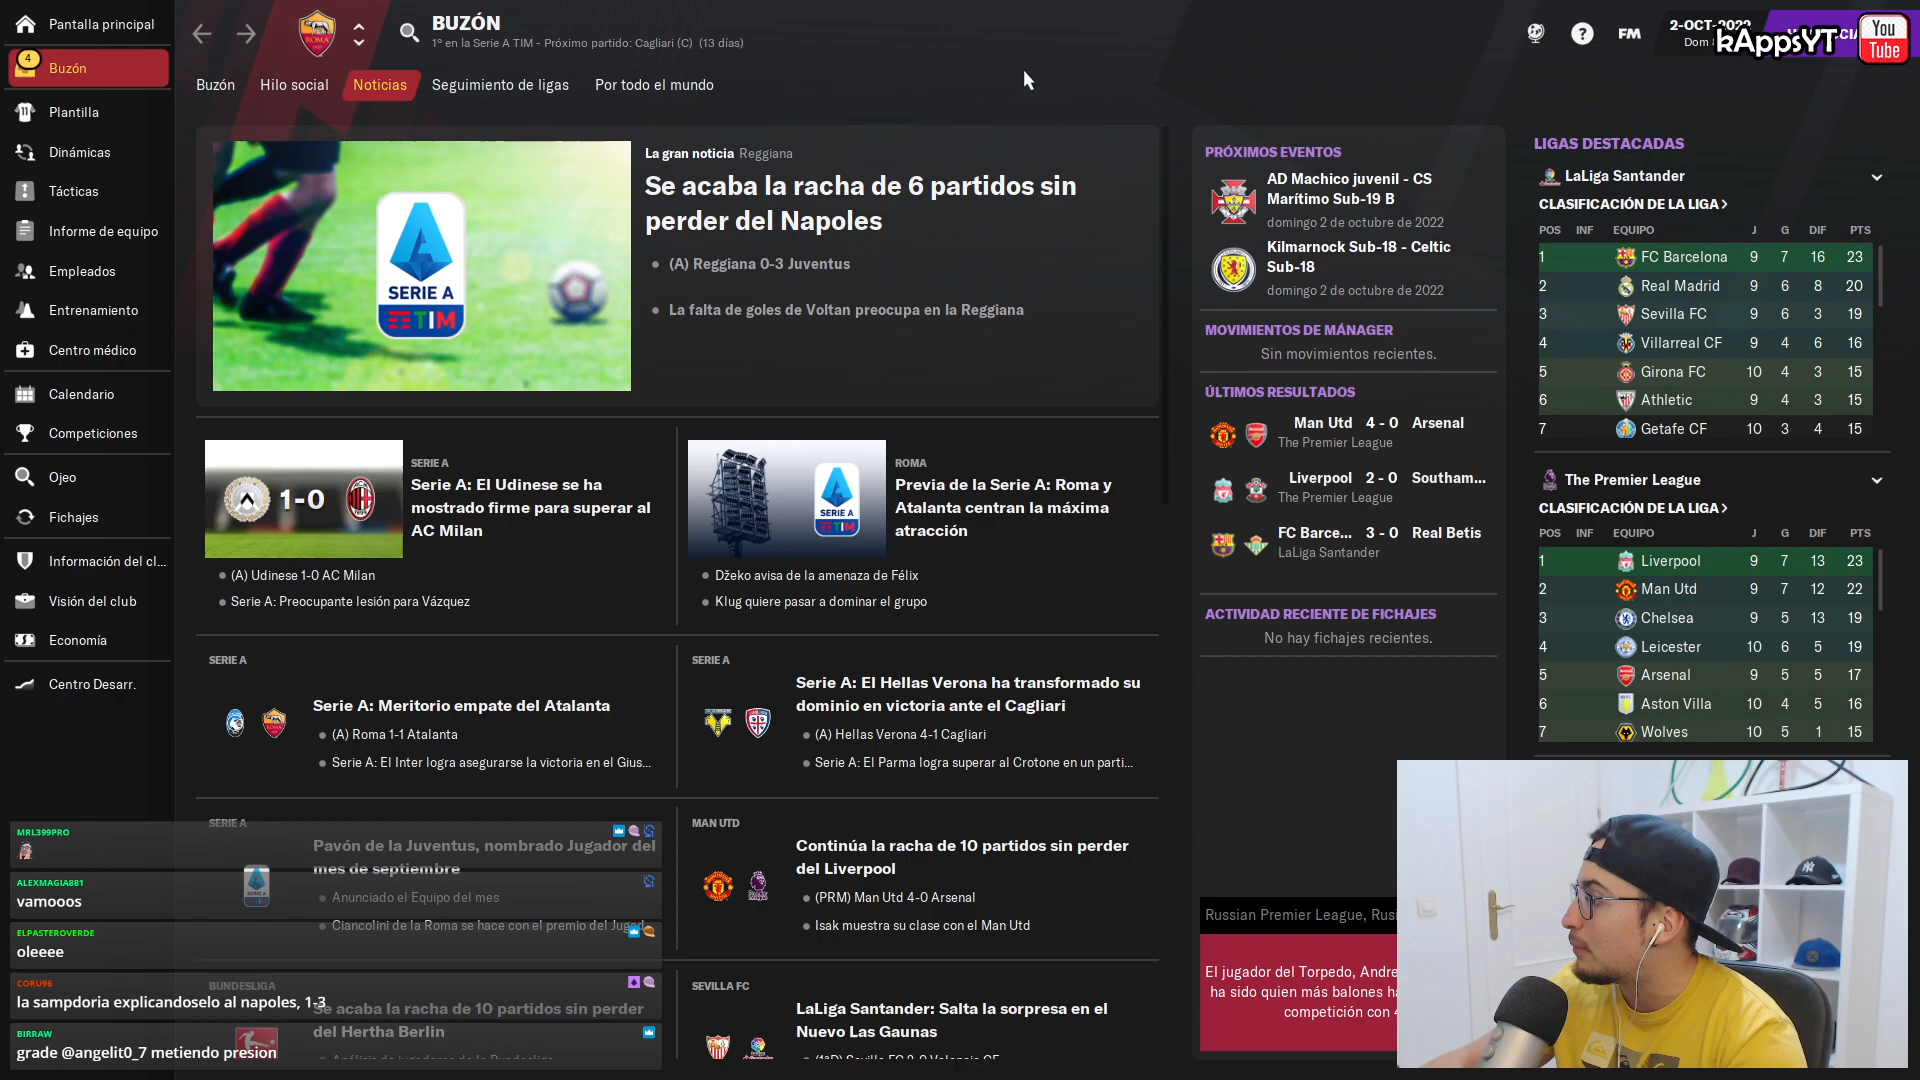 Pantalla principal
4
Buzón
Plantilla
Dinámicas
Tácticas
Informe de equipo
Empleados
Entrenamiento
Centro médico
Calendario
Competiciones
Ojeo
Fichajes
Información del cl...
Visión del club
Economía
Centro Desarr.
ROMA
BUZÓN
1º en la Serie A TIM - Próximo partido: Cagliari (C) (13 días)
?
FM
2-OCT-2022
Dom
kAppsYT
You
Tube
Buzón
Hilo social
Noticias
Seguimiento de ligas
Por todo el mundo
SERIE A
TIM
La gran noticia Reggiana
Se acaba la racha de 6 partidos sin
perder del Napoles
(A) Reggiana 0-3 Juventus
La falta de goles de Voltan preocupa en la Reggiana
1-0
SERIE A
Serie A: El Udinese se ha
mostrado firme para superar al
AC Milan
(A) Udinese 1-0 AC Milan
Serie A: Preocupante lesión para Vázquez
SERIE A
TIM
ROMA
Previa de la Serie A: Roma y
Atalanta centran la máxima
atracción
Džeko avisa de la amenaza de Félix
Klug quiere pasar a dominar el grupo
SERIE A
Serie A: Meritorio empate del Atalanta
(A) Roma 1-1 Atalanta
Serie A: El Inter logra asegurarse la victoria en el Gius...
SERIE A
Serie A: El Hellas Verona ha transformado su
dominio en victoria ante el Cagliari
(A) Hellas Verona 4-1 Cagliari
Serie A: El Parma logra superar al Crotone en un parti...
SERIE A
Pavón de la Juventus, nombrado Jugador del
mes de septiembre
Anunciado el Equipo del mes
Ciancolini de la Roma se hace con el premio del Jugad...
MAN UTD
Continúa la racha de 10 partidos sin perder
del Liverpool
(PRM) Man Utd 4-0 Arsenal
Isak muestra su clase con el Man Utd
BUNDESLIGA
Se acaba la racha de 10 partidos sin perder
del Hertha Berlin
Análisis de jugadores de la Bundesliga
SEVILLA FC
LaLiga Santander: Salta la sorpresa en el
Nuevo Las Gaunas
(1ªD) Sevilla FC 2-0 Valencia CF
MRL399PRO
ALEXMAGIA881
vamooos
ELPASTEROVERDE
oleeee
CORU96
la sampdoria explicandoselo al napoles, 1-3
BIRRAW
grade @angelit0_7 metiendo presion
PRÓXIMOS EVENTOS
AD Machico juvenil - CS
Marítimo Sub-19 B
domingo 2 de octubre de 2022
Kilmarnock Sub-18 - Celtic
Sub-18
domingo 2 de octubre de 2022
MOVIMIENTOS DE MÁNAGER
Sin movimientos recientes.
ÚLTIMOS RESULTADOS
Man Utd 4 - 0 Arsenal
The Premier League
Liverpool 2 - 0 Southam...
The Premier League
FC Barce... 3 - 0 Real Betis
LaLiga Santander
ACTIVIDAD RECIENTE DE FICHAJES
No hay fichajes recientes.
Russian Premier League, Rusi
El jugador del Torpedo, Andre
ha sido quien más balones ha
competición con
LIGAS DESTACADAS
LaLiga Santander
CLASIFICACIÓN DE LA LIGA >
POS INF EQUIPO J G DIF PTS
1 FC Barcelona 9 7 16 23
2 Real Madrid 9 6 8 20
3 Sevilla FC 9 6 3 19
4 Villarreal CF 9 4 6 16
5 Girona FC 10 4 3 15
6 Athletic 9 4 3 15
7 Getafe CF 10 3 4 15
The Premier League
CLASIFICACIÓN DE LA LIGA >
POS INF EQUIPO J G DIF PTS
1 Liverpool 9 7 13 23
2 Man Utd 9 7 12 22
3 Chelsea 9 5 13 19
4 Leicester 10 6 5 19
5 Arsenal 9 5 5 17
6 Aston Villa 10 4 5 16
7 Wolves 10 5 1 15